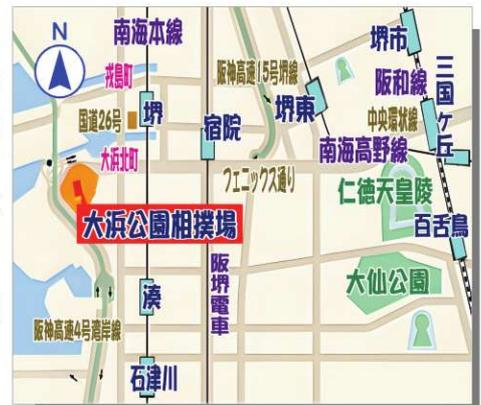 N
南海本線
堺市
戎島町
阪神高速15号堺線
阪和線
三国ヶ丘
国道26号
堺
宿院
堺東
中央環状線
大浜北町
南海高野線
フェニックス通り
仁徳天皇陵
大浜公園相撲場
百舌鳥
阪堺電車
大仙公園
湊
阪神高速4号湾岸線
石津川